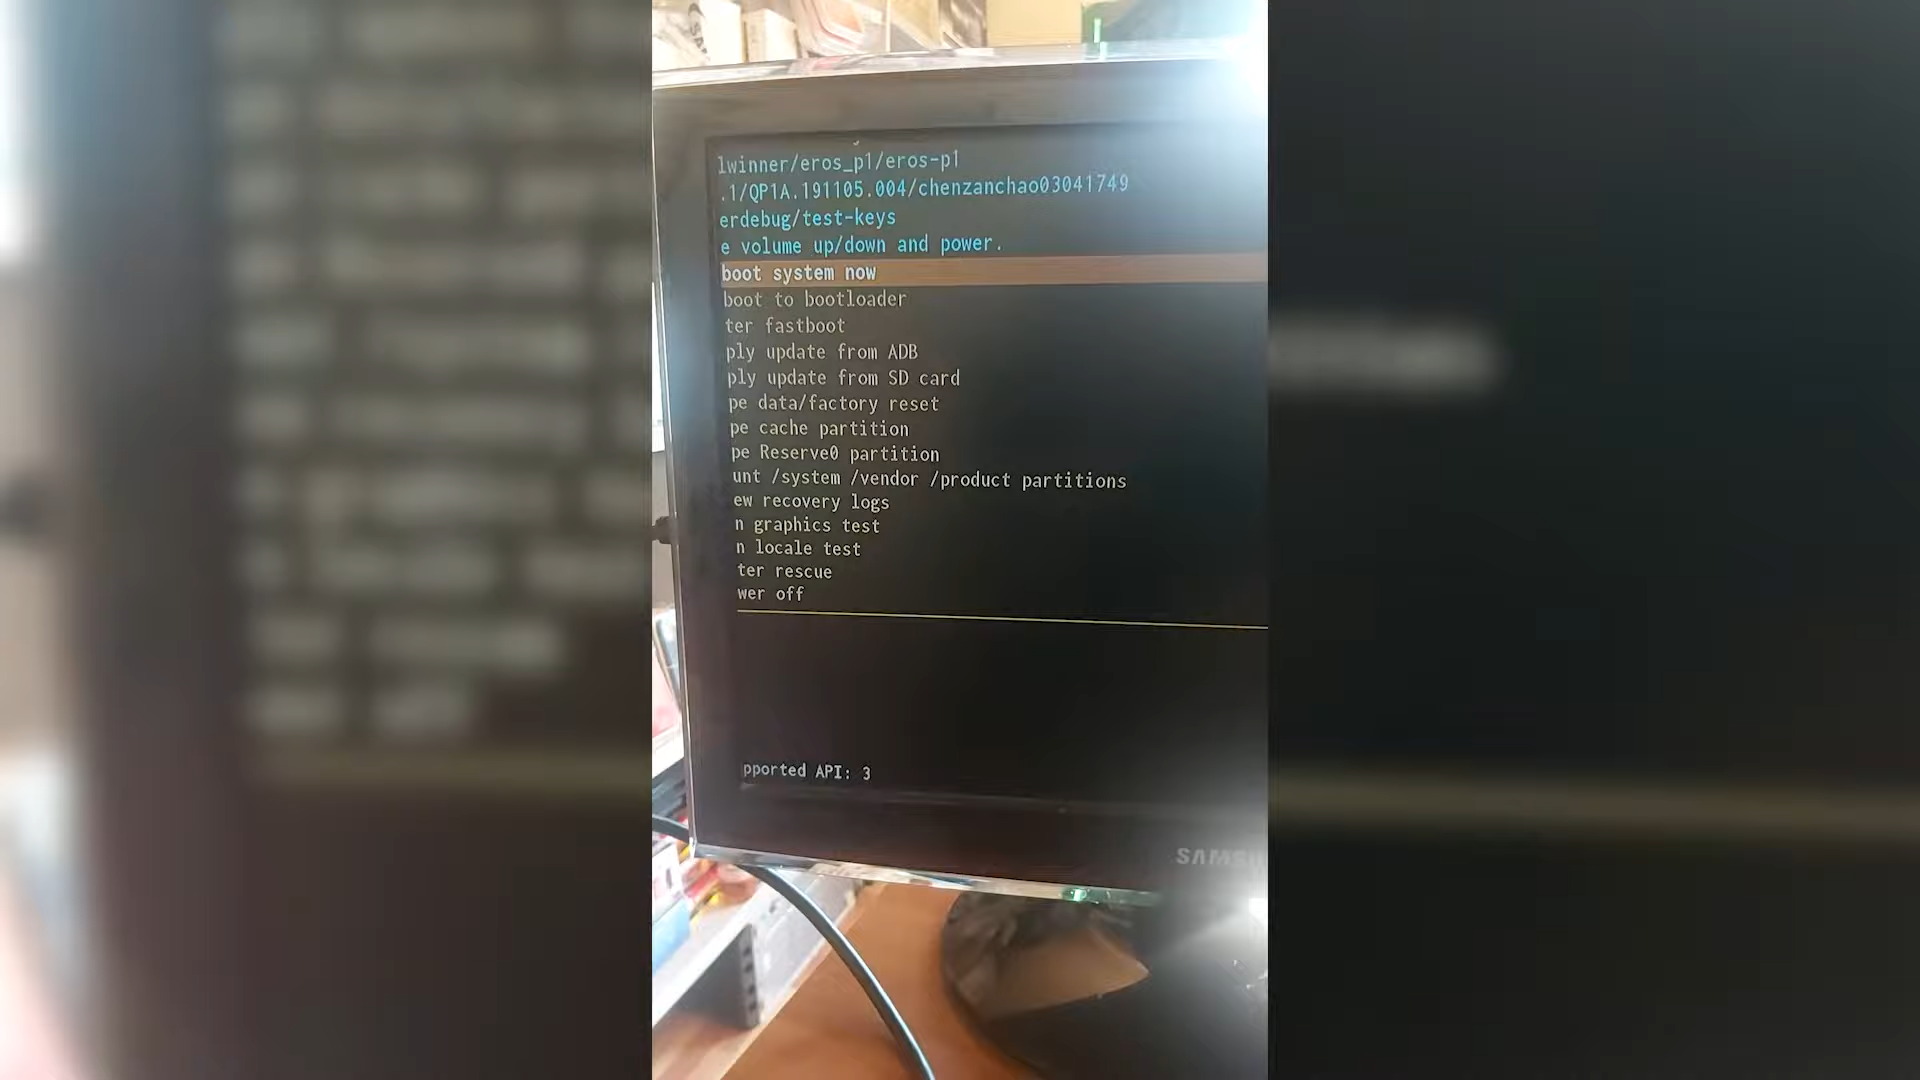 lwinner/eros_p1/eros-p1
.1/QP1A.191105.004/chenzanchao03041749
erdebug/test-keys
e volume up/down and power.
boot system now
boot to bootloader
ter fastboot
ply update from ADB
ply update from SD card
pe data/factory reset
pe cache partition
pe Reserve0 partition
unt /system /vendor /product partitions
ew recovery logs
n graphics test
n locale test
ter rescue
wer off
pported API: 3
SAMS